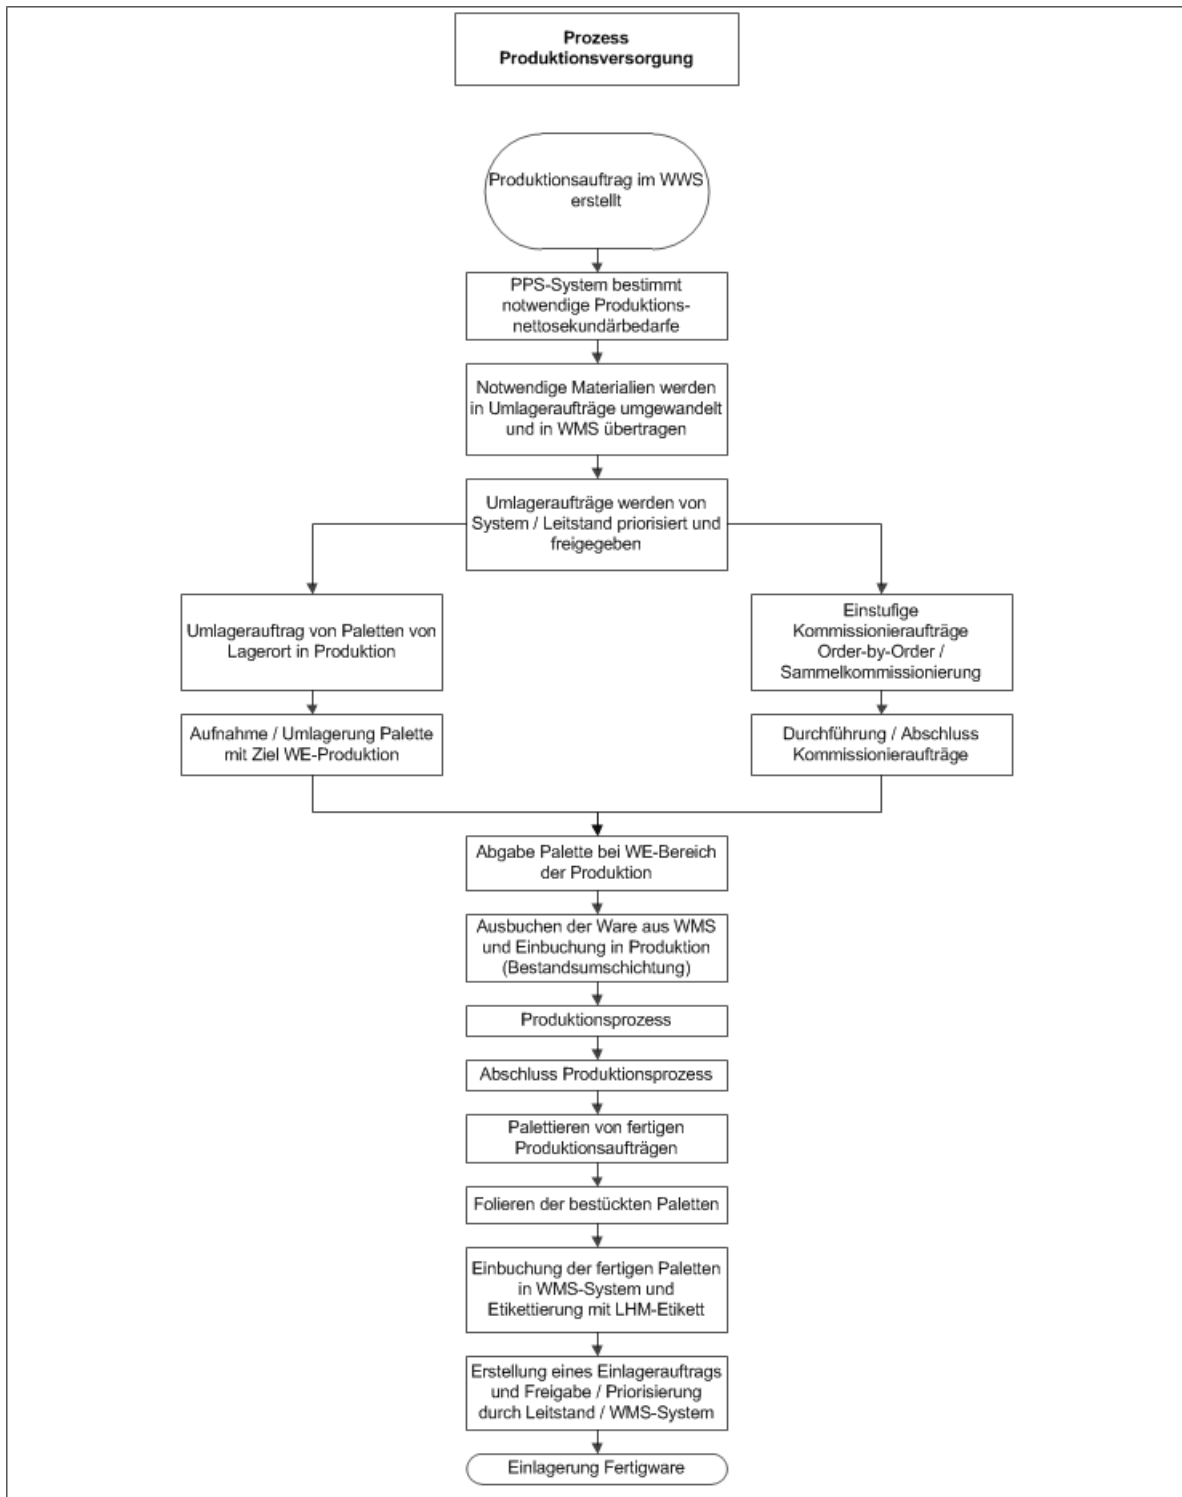 Prozess
Produktionsversorgung
Produktionsauftrag im WWS
erstellt
PPS-System bestimmt
notwendige Produktions-
nettosekundärbedarfe
Notwendige Materialien werden
in Umlageraufträge umgewandelt
und in WMS übertragen
Umlageraufträge werden von
System / Leitstand priorisiert und
freigegeben
Umlagerauftrag von Paletten von
Lagerort in Produktion
Aufnahme / Umlagerung Palette
mit Ziel WE-Produktion
Einstufige
Kommissionieraufträge
Order-by-Order /
Sammelkommissionierung
Durchführung / Abschluss
Kommissionieraufträge
Abgabe Palette bei WE-Bereich
der Produktion
Ausbuchen der Ware aus WMS
und Einbuchung in Produktion
(Bestandsumschichtung)
Produktionsprozess
Abschluss Produktionsprozess
Palettieren von fertigen
Produktionsaufträgen
Folieren der bestückten Paletten
Einbuchung der fertigen Paletten
in WMS-System und
Etikettierung mit LHM-Etikett
Erstellung eines Einlagerauftrags
und Freigabe / Priorisierung
durch Leitstand / WMS-System
Einlagerung Fertigware